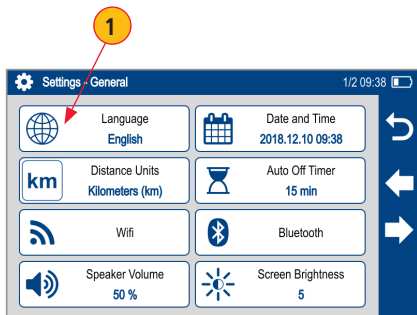 1
Settings - General
1/2 09:38
Language
English
Date and Time
2018.12.10 09:38
km
Distance Units
Kilometers (km)
Auto Off Timer
15 min
Wifi
Bluetooth
Speaker Volume
50 %
Screen Brightness
5